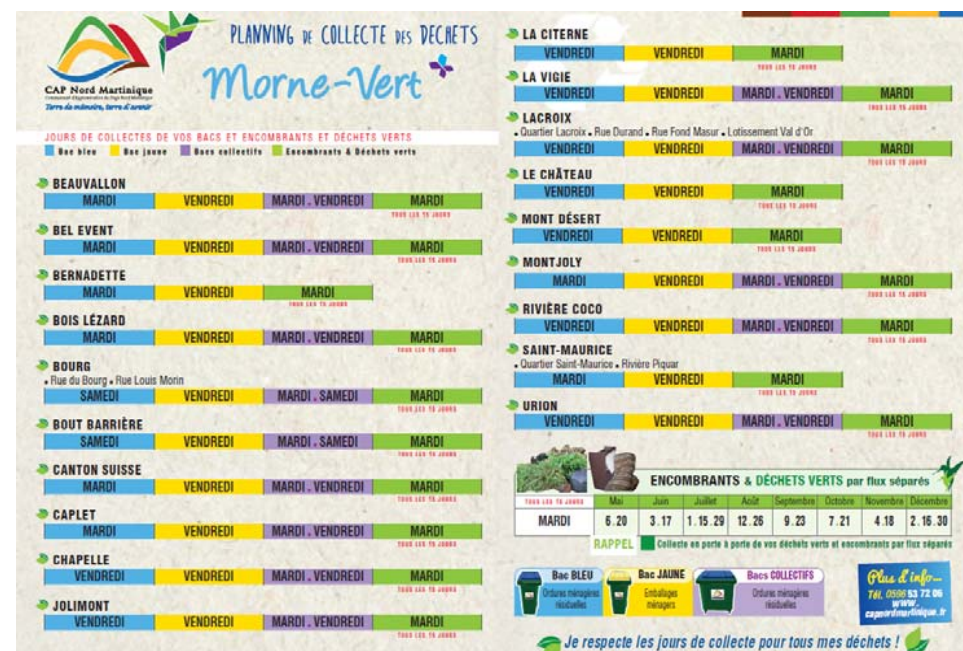 PLANNING DE COLLECTE DES DECHETS
Morne-Vert
CAP Nord Martinique
Terre de mémoire, terre d'avenir
JOURS DE COLLECTES DE VOS BACS ET ENCOMBRANTS ET DÉCHETS VERTS
Bac bleu Bac jaune Bacs collectifs Encombrants & Déchets verts
BEAUVALLON
MARDI VENDREDI MARDI . VENDREDI MARDI
TOUS LES 15 JOURS
BEL EVENT
MARDI VENDREDI MARDI . VENDREDI MARDI
TOUS LES 15 JOURS
BERNADETTE
MARDI VENDREDI MARDI
TOUS LES 15 JOURS
BOIS LÉZARD
MARDI VENDREDI MARDI . VENDREDI MARDI
TOUS LES 15 JOURS
BOURG
• Rue du Bourg • Rue Louis Morin
SAMEDI VENDREDI MARDI . SAMEDI MARDI
TOUS LES 15 JOURS
BOUT BARRIÈRE
SAMEDI VENDREDI MARDI . SAMEDI MARDI
TOUS LES 15 JOURS
CANTON SUISSE
MARDI VENDREDI MARDI . VENDREDI MARDI
TOUS LES 15 JOURS
CAPLET
MARDI VENDREDI MARDI . VENDREDI MARDI
TOUS LES 15 JOURS
CHAPELLE
VENDREDI VENDREDI MARDI . VENDREDI MARDI
TOUS LES 15 JOURS
JOLIMONT
VENDREDI VENDREDI MARDI . VENDREDI MARDI
TOUS LES 15 JOURS
LA CITERNE
VENDREDI VENDREDI MARDI
TOUS LES 15 JOURS
LA VIGIE
VENDREDI VENDREDI MARDI . VENDREDI MARDI
TOUS LES 15 JOURS
LACROIX
• Quartier Lacroix • Rue Durand • Rue Fond Masur • Lotissement Val d'Or
VENDREDI VENDREDI MARDI . VENDREDI MARDI
TOUS LES 15 JOURS
LE CHÂTEAU
VENDREDI VENDREDI MARDI
TOUS LES 15 JOURS
MONT DÉSERT
VENDREDI VENDREDI MARDI
TOUS LES 15 JOURS
MONTJOLY
MARDI VENDREDI MARDI . VENDREDI MARDI
TOUS LES 15 JOURS
RIVIÈRE COCO
VENDREDI VENDREDI MARDI . VENDREDI MARDI
TOUS LES 15 JOURS
SAINT-MAURICE
• Quartier Saint-Maurice • Rivière Piquar
MARDI VENDREDI MARDI
TOUS LES 15 JOURS
URION
VENDREDI VENDREDI MARDI . VENDREDI MARDI
TOUS LES 15 JOURS
ENCOMBRANTS & DÉCHETS VERTS par flux séparés
TOUS LES 15 JOURS Mai Juin Juillet Août Septembre Octobre Novembre Décembre
MARDI 6.20 3.17 1.15.29 12.26 9.23 7.21 4.18 2.16.30
RAPPEL Collecte en porte à porte de vos déchets verts et encombrants par flux séparés
Bac BLEU Bac JAUNE Bacs COLLECTIFS
Ordures ménagères Emballages Ordures ménagères
résiduelles ménagers résiduelles
Plus d'info...
Tél. 0596 53 72 06
www.
capnordmartinique.fr
Je respecte les jours de collecte pour tous mes déchets !